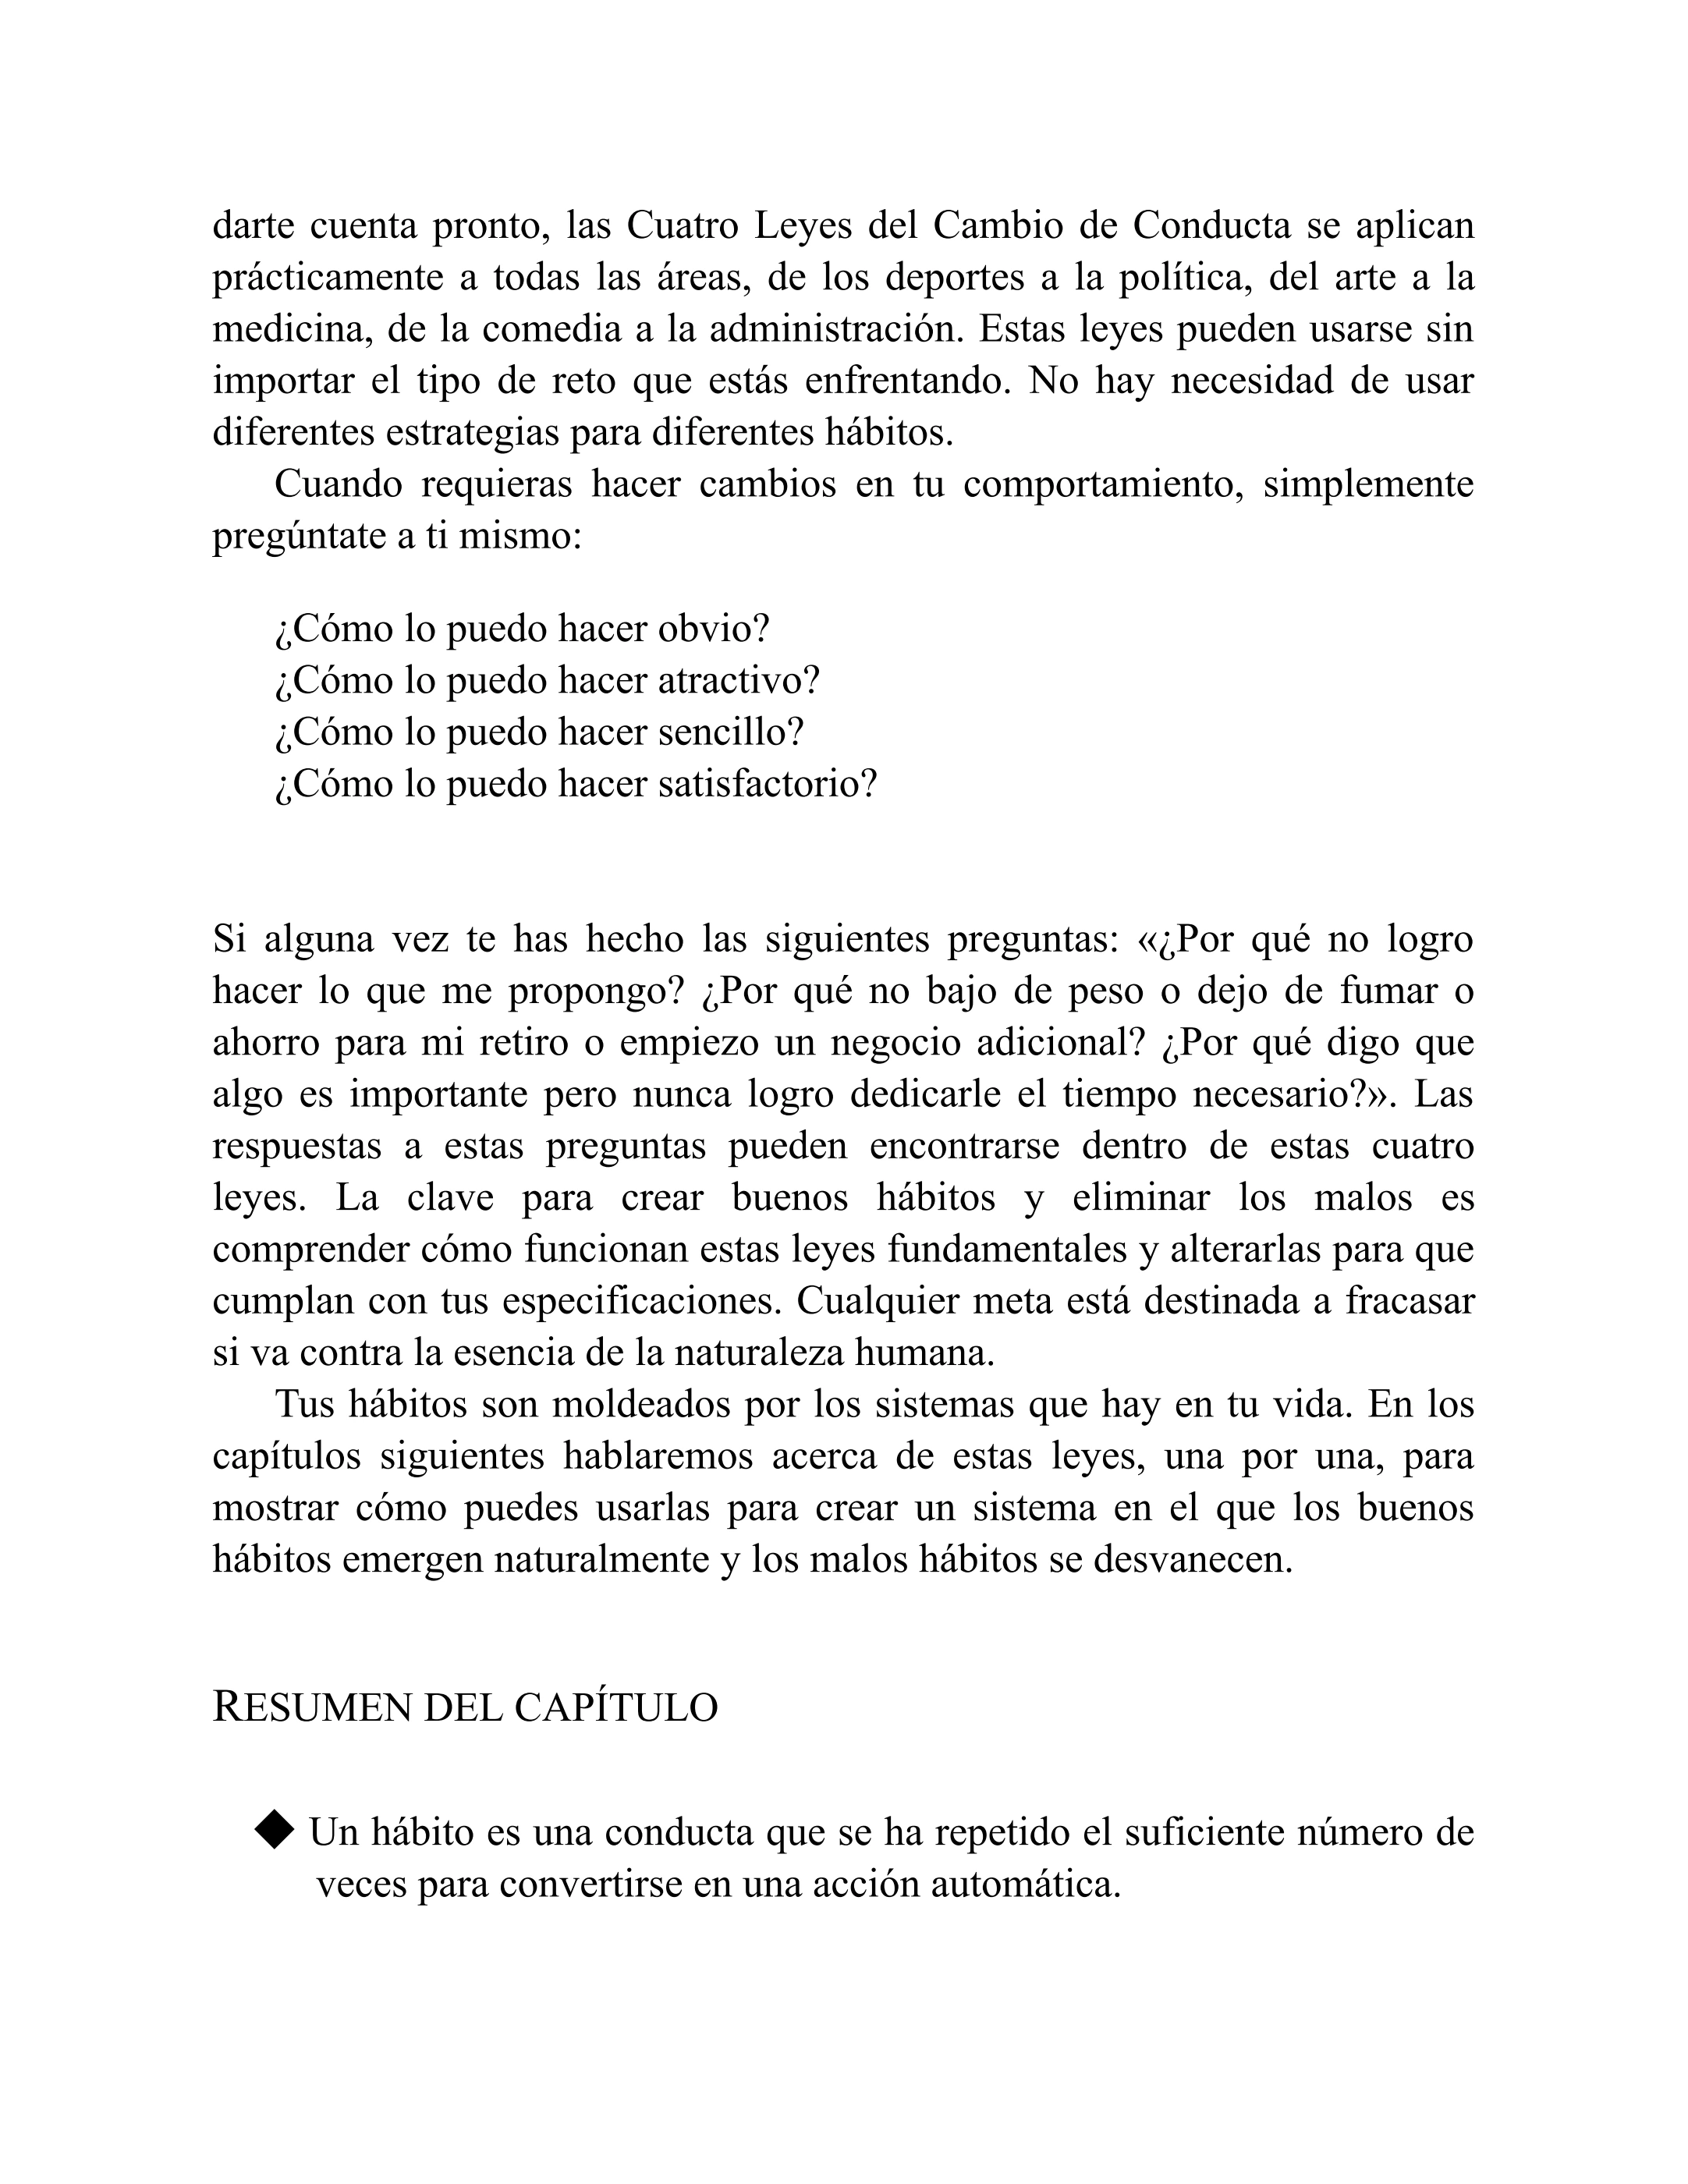 darte cuenta pronto, las Cuatro Leyes del Cambio de Conducta se aplican
prácticamente a todas las áreas, de los deportes a la política, del arte a la
medicina, de la comedia a la administración. Estas leyes pueden usarse sin
importar el tipo de reto que estás enfrentando. No hay necesidad de usar
diferentes estrategias para diferentes hábitos.
Cuando requieras hacer cambios en tu comportamiento, simplemente
pregúntate a ti mismo:
¿Cómo lo puedo hacer obvio?
¿Cómo lo puedo hacer atractivo?
¿Cómo lo puedo hacer sencillo?
¿Cómo lo puedo hacer satisfactorio?
Si alguna vez te has hecho las siguientes preguntas: «¿Por qué no logro
hacer lo que me propongo? ¿Por qué no bajo de peso o dejo de fumar o
ahorro para mi retiro o empiezo un negocio adicional? ¿Por qué digo que
algo es importante pero nunca logro dedicarle el tiempo necesario?». Las
respuestas a estas preguntas pueden encontrarse dentro de estas cuatro
leyes. La clave para crear buenos hábitos y eliminar los malos es
comprender cómo funcionan estas leyes fundamentales y alterarlas para que
cumplan con tus especificaciones. Cualquier meta está destinada a fracasar
si va contra la esencia de la naturaleza humana.
Tus hábitos son moldeados por los sistemas que hay en tu vida. En los
capítulos siguientes hablaremos acerca de estas leyes, una por una, para
mostrar cómo puedes usarlas para crear un sistema en el que los buenos
hábitos emergen naturalmente y los malos hábitos se desvanecen.
RESUMEN DEL CAPÍTULO
◆ Un hábito es una conducta que se ha repetido el suficiente número de
veces para convertirse en una acción automática.